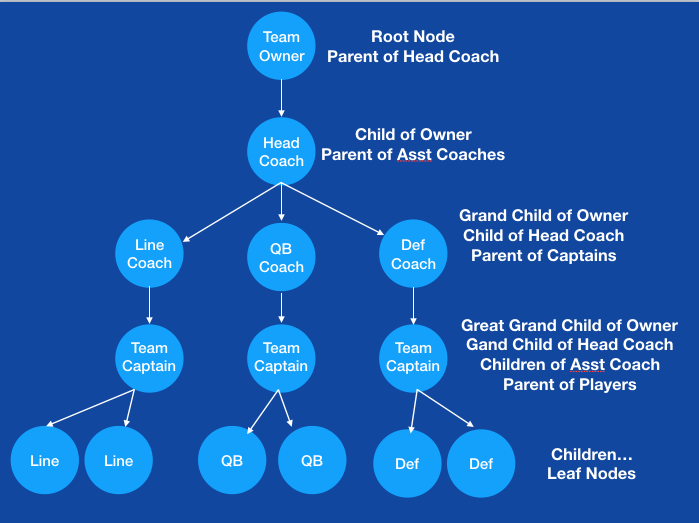 Team
Owner
Root Node
Parent of Head Coach
Head
Coach
Child of Owner
Parent of Asst Coaches
Line
Coach
QB
Coach
Def
Coach
Grand Child of Owner
Child of Head Coach
Parent of Captains
Team
Captain
Team
Captain
Team
Captain
Great Grand Child of Owner
Gand Child of Head Coach
Children of Asst Coach
Parent of Players
Line
Line
QB
QB
Def
Def
Children...
Leaf Nodes